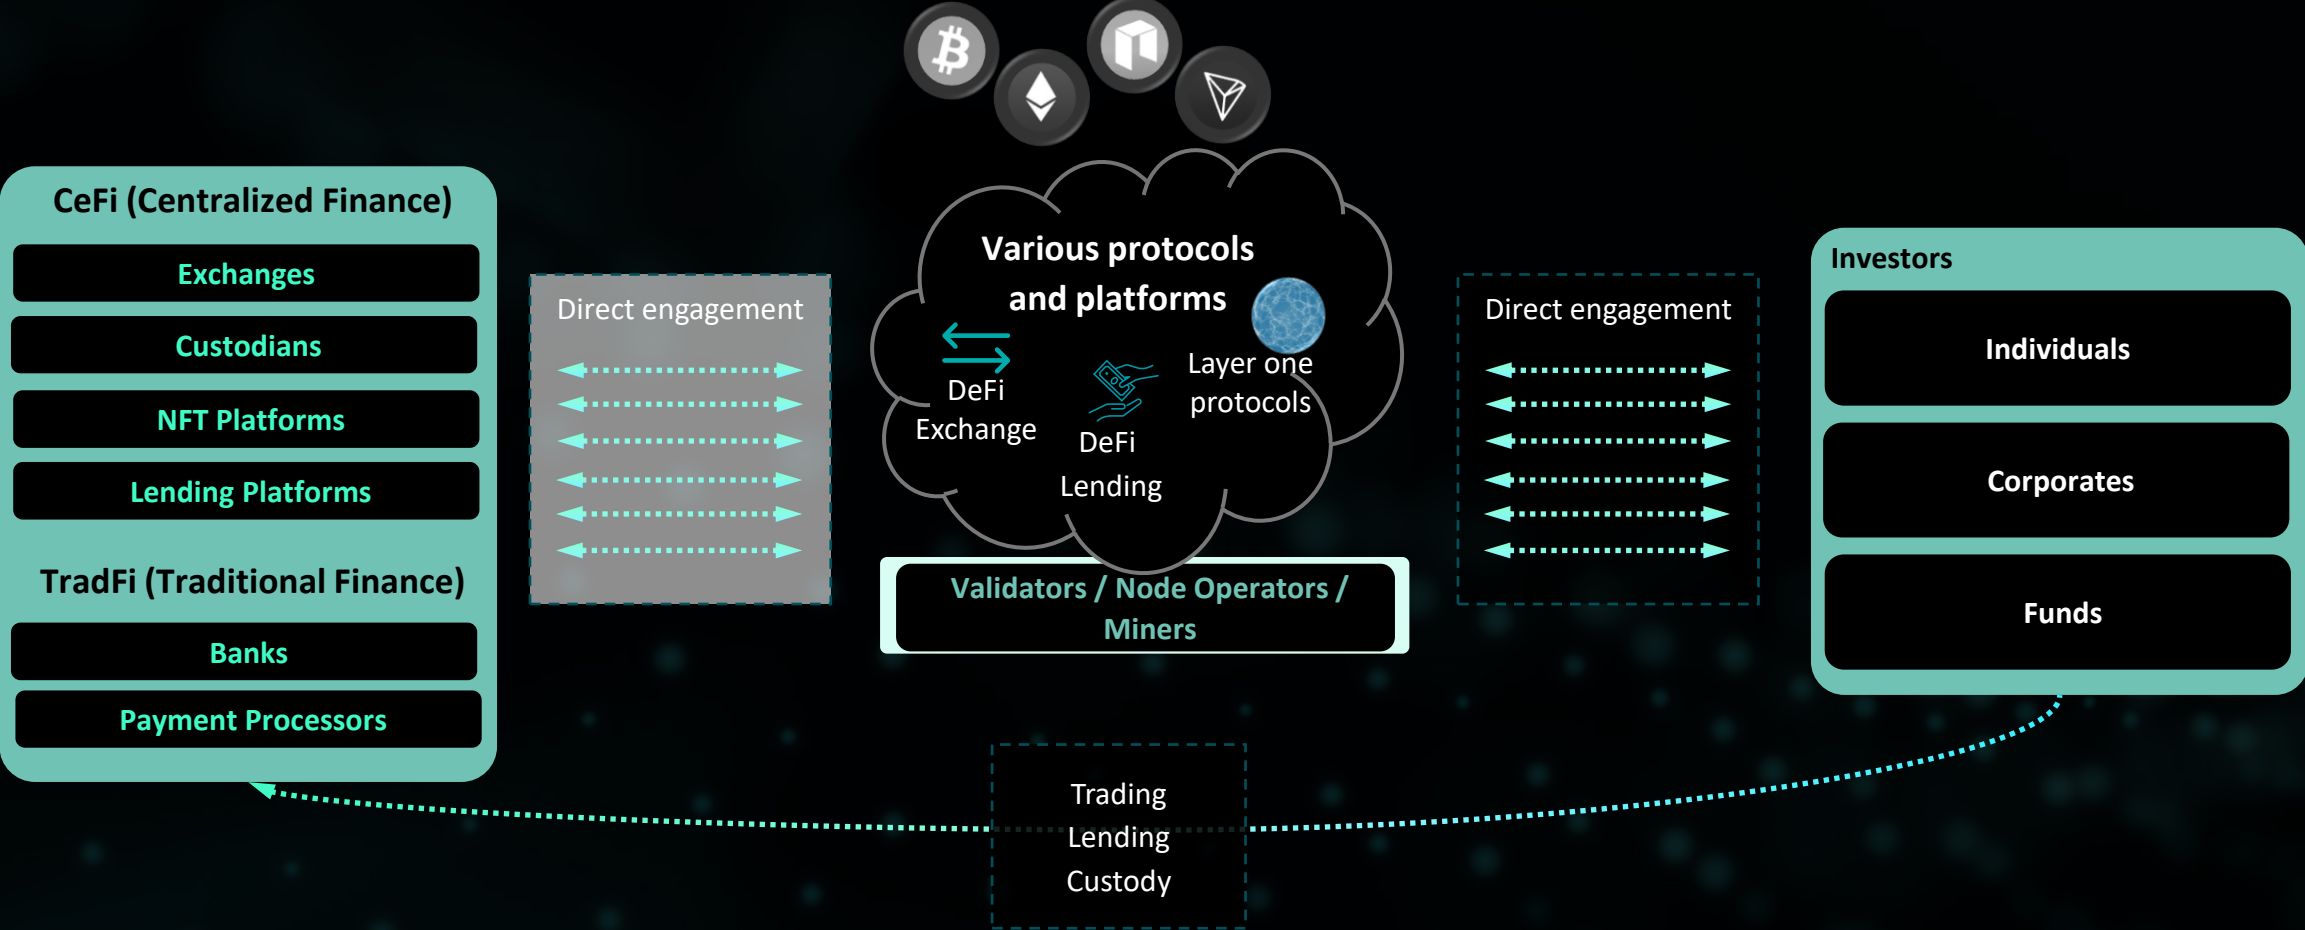 CeFi (Centralized Finance)
Exchanges
Custodians
NFT Platforms
Lending Platforms
TradFi (Traditional Finance)
Banks
Payment Processors
Direct engagement
Various protocols
and platforms
DeFi
Exchange
DeFi
Lending
Layer one
protocols
Validators / Node Operators /
Miners
Direct engagement
Investors
Individuals
Corporates
Funds
Trading
Lending
Custody